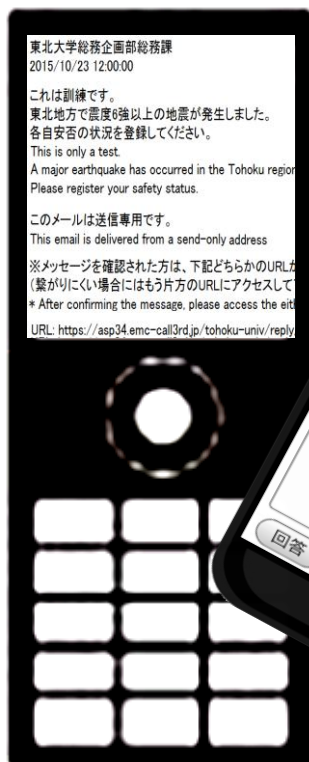 東北大学総務企画部総務課
2015/10/23 12:00:00
これは訓練です。
東北地方で震度6強以上の地震が発生しました。
各自安否の状況を登録してください。
This is only a test.
A major earthquake has occurred in the Tohoku region
Please register your safety status.
このメールは送信専用です。
This email is delivered from a send-only address
※メッセージを確認された方は、下記どちらかのURLか
(繋がりにくい場合にはもう片方のURLにアクセスして
* After confirming the message, please access the eit
URL: https://asp34.emc-call3rd.jp/tohoku-univ/reply
回答